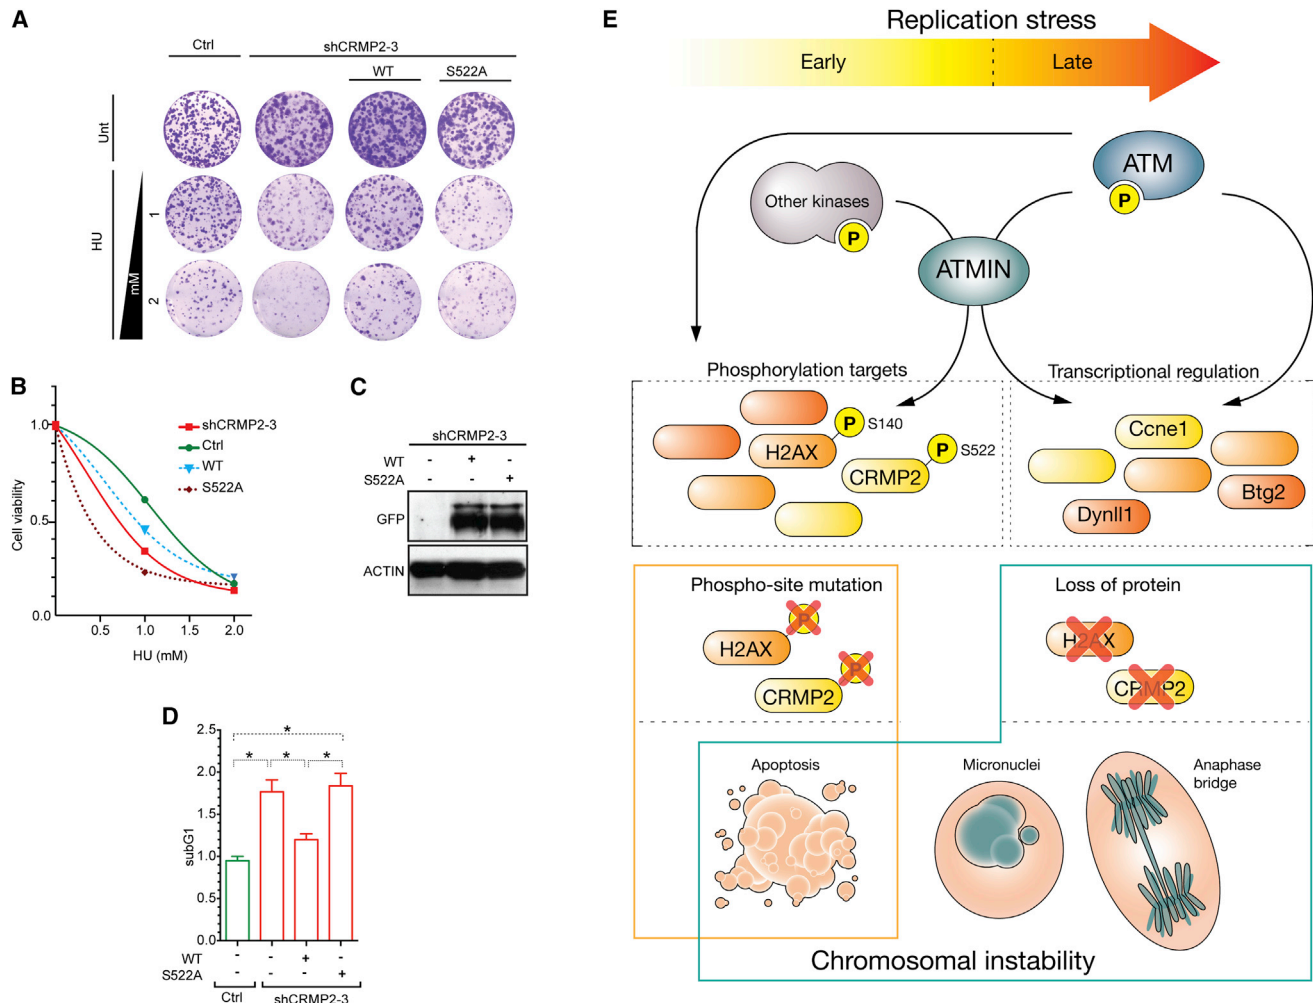 A
Ctrl
shCRMP2-3
WT
S522A
Unt
HU
mM
1
2
B
Cell viability
1.0
0.5
0.0
0.5
1.0
1.5
2.0
HU (mM)
shCRMP2-3
Ctrl
WT
S522A
C
shCRMP2-3
WT - + -
S522A - - +
GFP
ACTIN
D
subG1
2.5
2.0
1.5
1.0
0.5
0.0
*
* * *
WT - - + -
S522A - - - +
Ctrl
shCRMP2-3
E
Replication stress
Early
Late
ATM
P
Other kinases
P
ATMIN
Phosphorylation targets
P
S140
H2AX
P
S522
CRMP2
Transcriptional regulation
Ccne1
Btg2
Dynll1
Phospho-site mutation
P
H2AX
P
CRMP2
Loss of protein
H2AX
CRMP2
Apoptosis
Micronuclei
Anaphase
bridge
Chromosomal instability